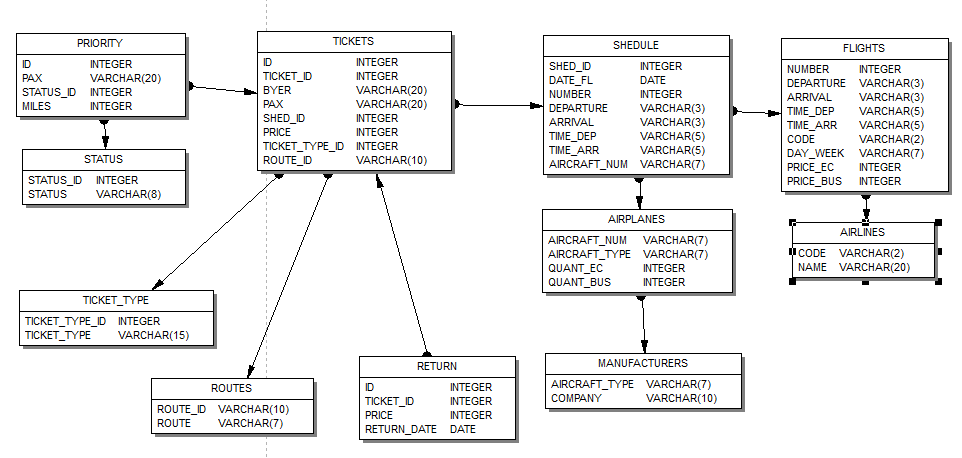 PRIORITY
ID INTEGER
PAX VARCHAR(20)
STATUS_ID INTEGER
MILES INTEGER
STATUS
STATUS_ID INTEGER
STATUS VARCHAR(8)
TICKETS
ID INTEGER
TICKET_ID INTEGER
BYER VARCHAR(20)
PAX VARCHAR(20)
SHED_ID INTEGER
PRICE INTEGER
TICKET_TYPE_ID INTEGER
ROUTE_ID VARCHAR(10)
SHEDULE
SHED_ID INTEGER
DATE_FL DATE
NUMBER INTEGER
DEPARTURE VARCHAR(3)
ARRIVAL VARCHAR(3)
TIME_DEP VARCHAR(5)
TIME_ARR VARCHAR(5)
AIRCRAFT_NUM VARCHAR(7)
FLIGHTS
NUMBER INTEGER
DEPARTURE VARCHAR(3)
ARRIVAL VARCHAR(3)
TIME_DEP VARCHAR(5)
TIME_ARR VARCHAR(5)
CODE VARCHAR(2)
DAY_WEEK VARCHAR(7)
PRICE_EC INTEGER
PRICE_BUS INTEGER
AIRPLANES
AIRCRAFT_NUM VARCHAR(7)
AIRCRAFT_TYPE VARCHAR(7)
QUANT_EC INTEGER
QUANT_BUS INTEGER
AIRLINES
CODE VARCHAR(2)
NAME VARCHAR(20)
TICKET_TYPE
TICKET_TYPE_ID INTEGER
TICKET_TYPE VARCHAR(15)
ROUTES
ROUTE_ID VARCHAR(10)
ROUTE VARCHAR(7)
RETURN
ID INTEGER
TICKET_ID INTEGER
PRICE INTEGER
RETURN_DATE DATE
MANUFACTURERS
AIRCRAFT_TYPE VARCHAR(7)
COMPANY VARCHAR(10)